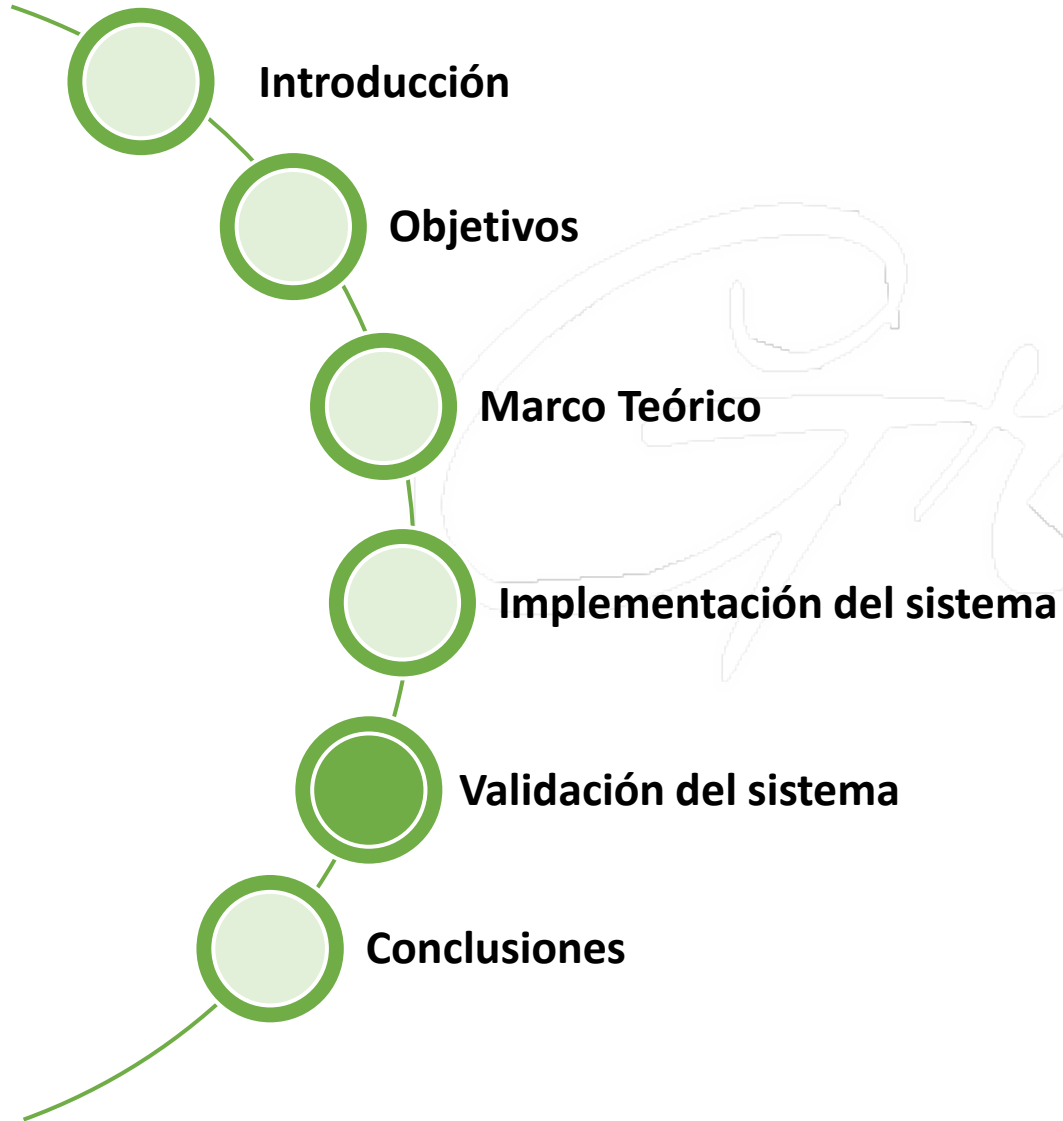 Introducción
Objetivos
Marco Teórico
Implementación del sistema
Validación del sistema
Conclusiones